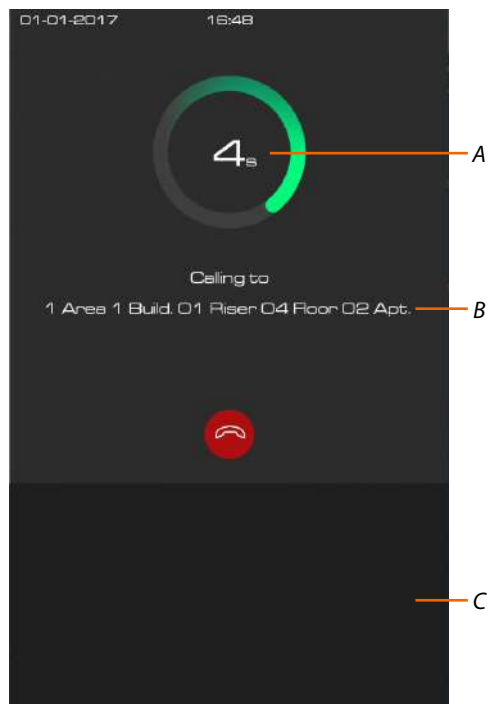 01-01-2017 16:48
4s A
Calling to
1 Area 1 Build. 01 Riser 04 Floor 02 Apt. B
C